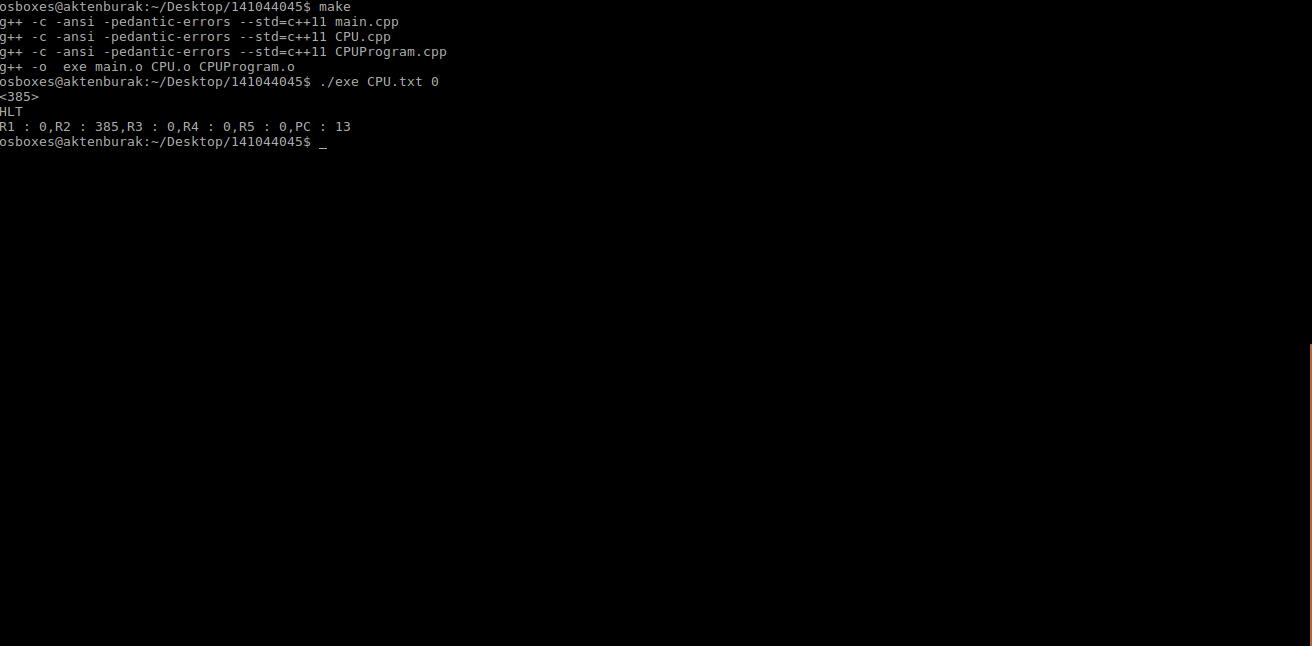 osboxes@aktenburak:~/Desktop/141044045$ make
g++ -c -ansi -pedantic-errors --std=c++11 main.cpp
g++ -c -ansi -pedantic-errors --std=c++11 CPU.cpp
g++ -c -ansi -pedantic-errors --std=c++11 CPUProgram.cpp
g++ -o  exe main.o CPU.o CPUProgram.o
osboxes@aktenburak:~/Desktop/141044045$ ./exe CPU.txt 0
<385>
HLT
R1 : 0,R2 : 385,R3 : 0,R4 : 0,R5 : 0,PC : 13
osboxes@aktenburak:~/Desktop/141044045$ _